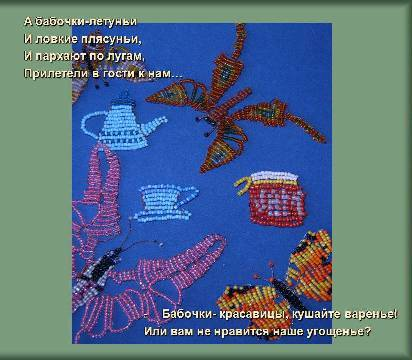 А бабочки-летуньи
И ловкие плясуньи,
И пархают по лугам,
Прилетели в гости к нам…
- Бабочки- красавицы, кушайте варенье!
Или вам не нравится наше угощенье?